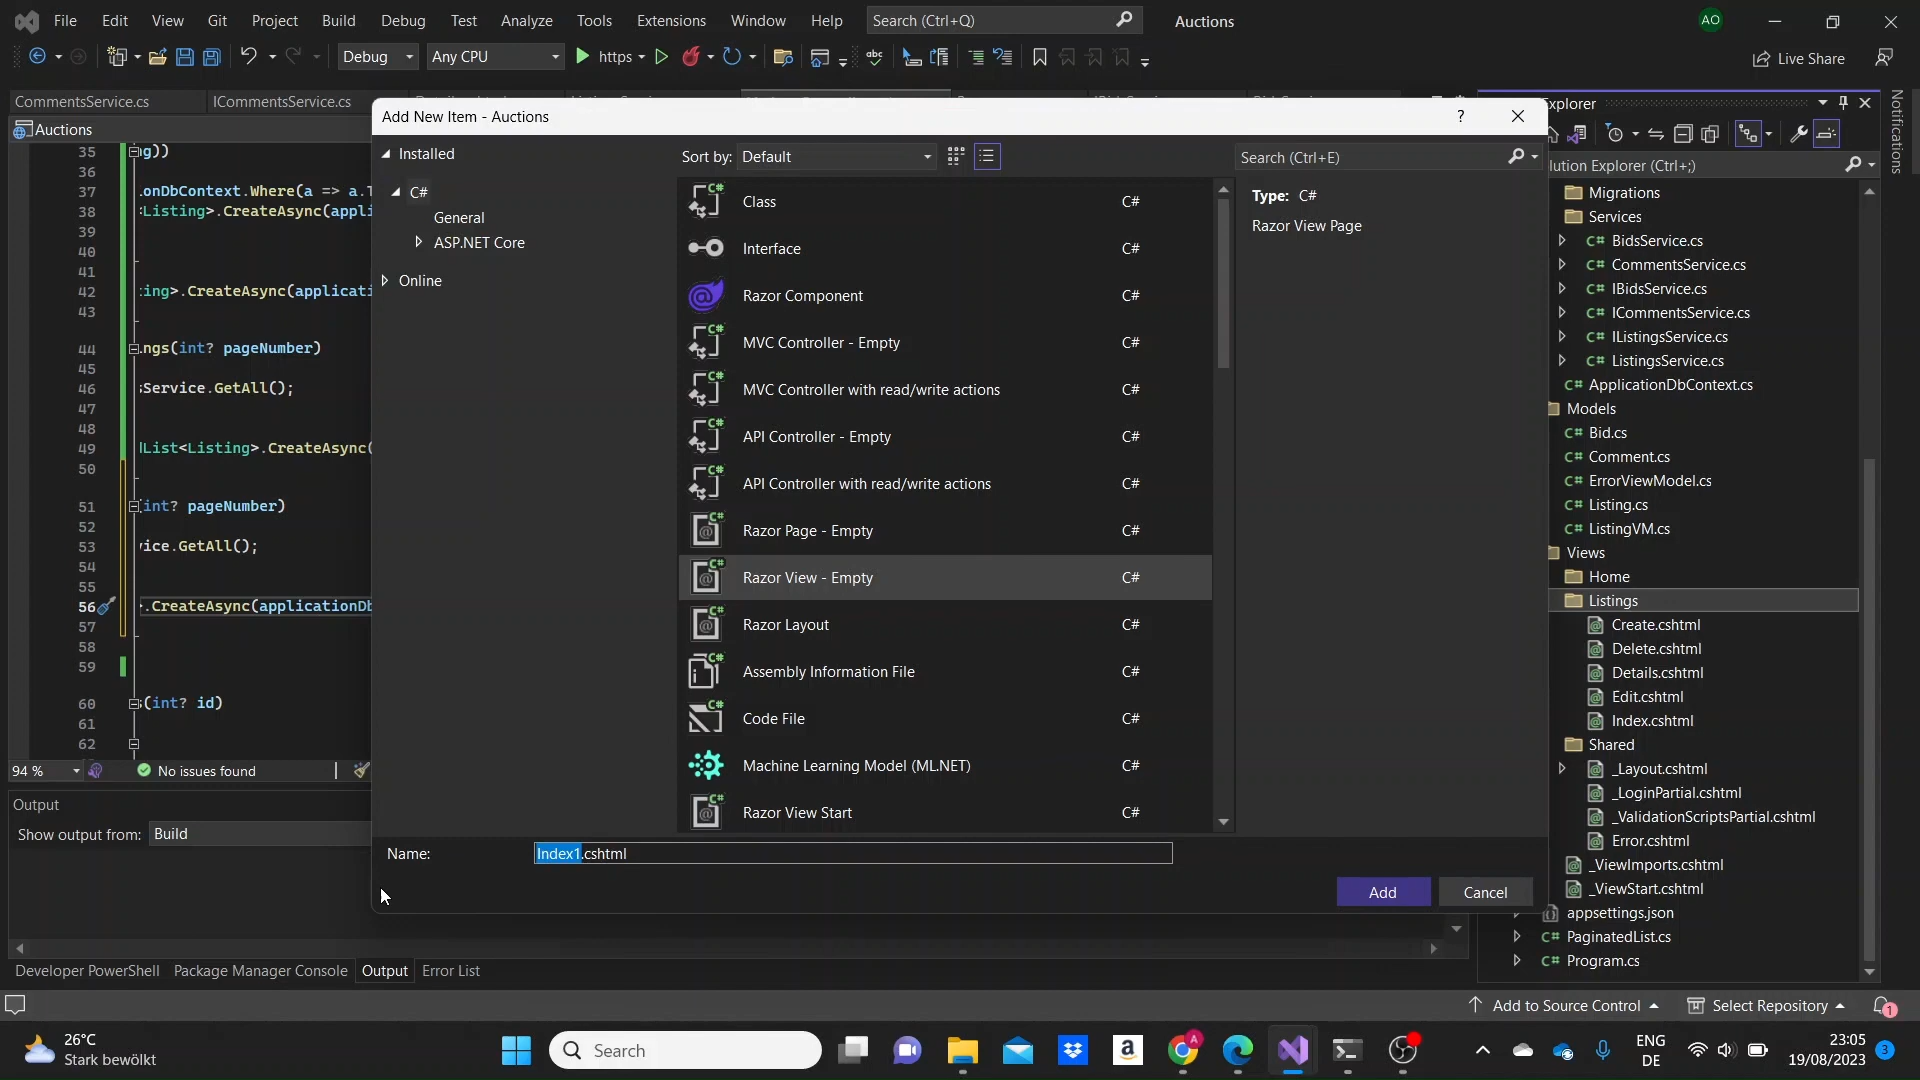 File Edit View Git Project Build Debug Test Analyze Tools Extensions Window Help Search (Ctrl+Q) Auctions AO
Debug Any CPU https Live Share
CommentsService.cs ICommentsService.cs
Auctions
Add New Item - Auctions ?
Explorer
Installed
C#
General
ASP.NET Core
Online
Sort by: Default
Search (Ctrl+E)
Class C#
Interface C#
Razor Component C#
MVC Controller - Empty C#
MVC Controller with read/write actions C#
API Controller - Empty C#
API Controller with read/write actions C#
Razor Page - Empty C#
Razor View - Empty C#
Razor Layout C#
Assembly Information File C#
Code File C#
Machine Learning Model (ML.NET) C#
Razor View Start C#
Type: C#
Razor View Page
Name: Index1.cshtml
Add Cancel
35 ng))
36
37 .onDbContext.Where(a => a.T
38 <Listing>.CreateAsync(appli
39
40
41
42 ting>.CreateAsync(applicati
43
44 .ngs(int? pageNumber)
45
46 sService.GetAll();
47
48
49 dList<Listing>.CreateAsync(
50
51 (int? pageNumber)
52
53 vice.GetAll();
54
55
56 >.CreateAsync(applicationDb
57
58
59
60 s(int? id)
61
62
94 % No issues found
Output
Show output from: Build
Developer PowerShell Package Manager Console Output Error List
lution Explorer (Ctrl+;)
Migrations
Services
C# BidsService.cs
C# CommentsService.cs
C# IBidsService.cs
C# ICommentsService.cs
C# IListingsService.cs
C# ListingsService.cs
C# ApplicationDbContext.cs
Models
C# Bid.cs
C# Comment.cs
C# ErrorViewModel.cs
C# Listing.cs
C# ListingVM.cs
Views
Home
Listings
Create.cshtml
Delete.cshtml
Details.cshtml
Edit.cshtml
Index.cshtml
Shared
_Layout.cshtml
_LoginPartial.cshtml
_ValidationScriptsPartial.cshtml
Error.cshtml
_ViewImports.cshtml
_ViewStart.cshtml
appsettings.json
C# PaginatedList.cs
C# Program.cs
Notifications
Add to Source Control Select Repository 1
26°C
Stark bewölkt
Search
ENG
DE
23:05
19/08/2023
3